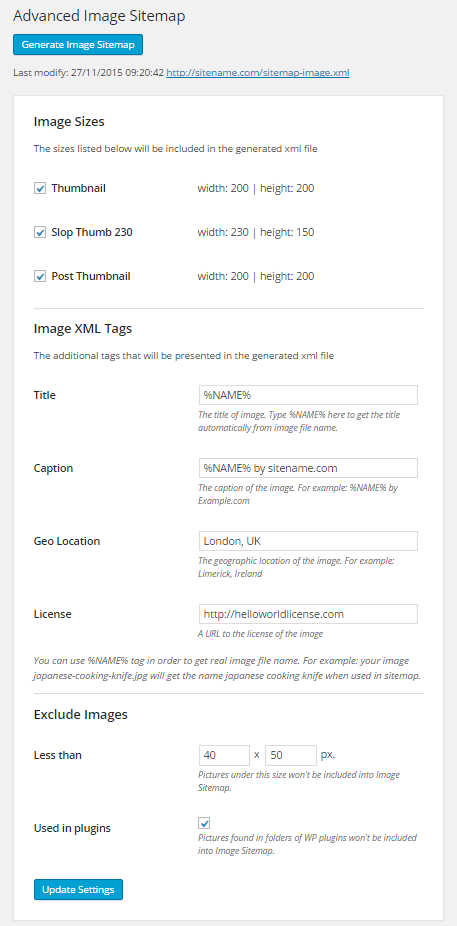 Advanced Image Sitemap
Generate Image Sitemap
Last modify: 27/11/2015 09:20:42 http://sitename.com/sitemap-image.xml
Image Sizes
The sizes listed below will be included in the generated xml file
Thumbnail width: 200 | height: 200
Slop Thumb 230 width: 230 | height: 150
Post Thumbnail width: 200 | height: 200
Image XML Tags
The additional tags that will be presented in the generated xml file
Title %NAME%
The title of image. Type %NAME% here to get the title
automatically from image file name.
Caption %NAME% by sitename.com
The caption of the image. For example: %NAME% by
Example.com
Geo Location London, UK
The geographic location of the image. For example:
Limerick, Ireland
License http://helloworldlicense.com
A URL to the license of the image
You can use %NAME% tag in order to get real image file name. For example: your image
japanese-cooking-knife.jpg will get the name japanese cooking knife when used in sitemap.
Exclude Images
Less than 40 x 50 px.
Pictures under this size won't be included into Image
Sitemap.
Used in plugins
Pictures found in folders of WP plugins won't be included
into Image Sitemap.
Update Settings